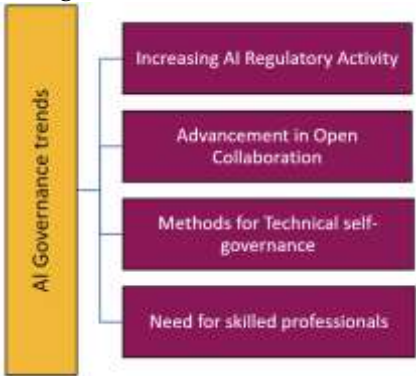 AI Governance trends
Increasing AI Regulatory Activity
Advancement in Open
Collaboration
Methods for Technical self-
governance
Need for skilled professionals